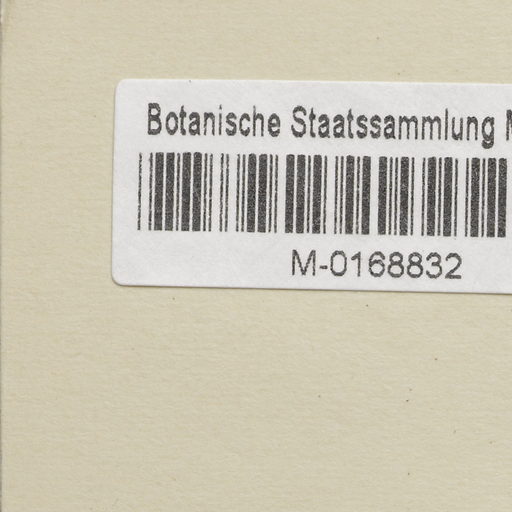 Botanische Staatssammlung
M-0168832